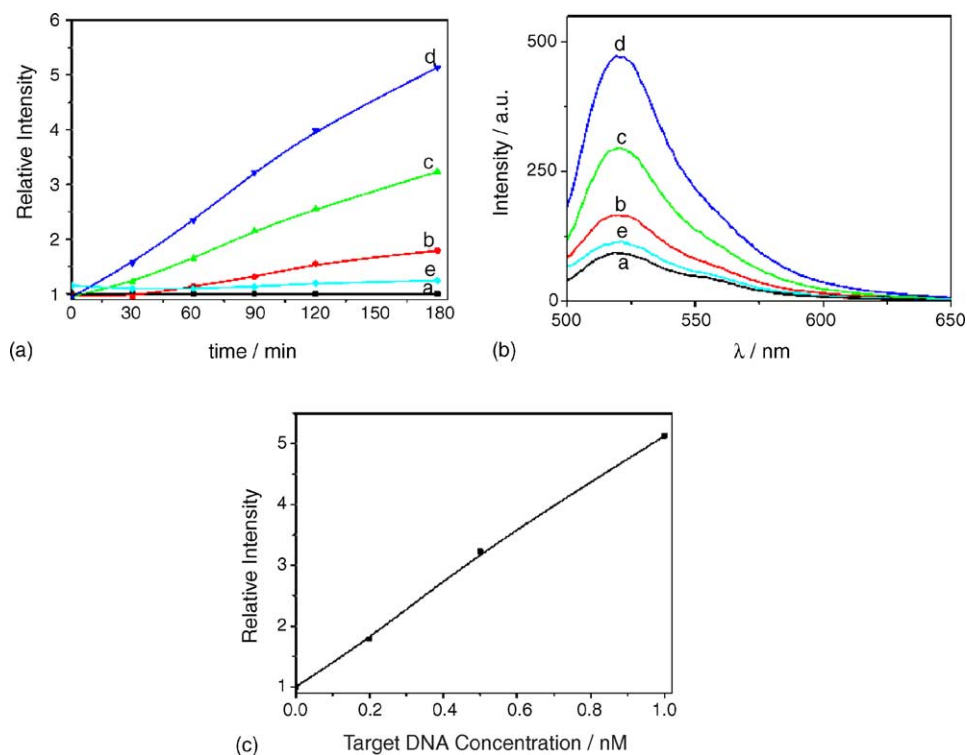 6
5
4
3
2
1
Relative Intensity
d
c
b
e
a
0 30 60 90 120 150 180
time / min
(a)
500
250
0
Intensity / a.u.
d
c
b
e
a
500 550 600 650
λ / nm
(b)
5
4
3
2
1
Relative Intensity
0.0 0.2 0.4 0.6 0.8 1.0
Target DNA Concentration / nM
(c)